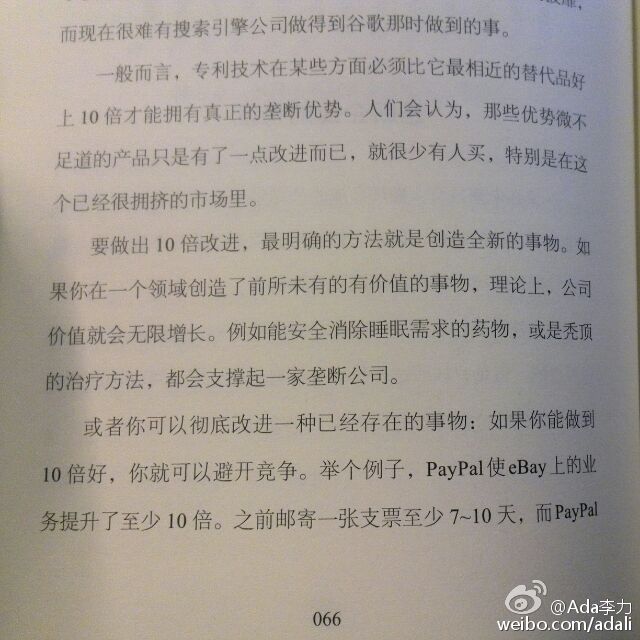 而现在很难有搜索引擎公司做得到谷歌那时做到的事。
一般而言，专利技术在某些方面必须比它最相近的替代品好
上 10 倍才能拥有真正的垄断优势。人们会认为，那些优势微不
足道的产品只是有了一点改进而已，就很少有人买，特别是在这
个已经很拥挤的市场里。
要做出 10 倍改进，最明确的方法就是创造全新的事物。如
果你在一个领域创造了前所未有的有价值的事物，理论上，公司
价值就会无限增长。例如能安全消除睡眠需求的药物，或是秃顶
的治疗方法，都会支撑起一家垄断公司。
或者你可以彻底改进一种已经存在的事物：如果你能做到
10 倍好，你就可以避开竞争。举个例子，PayPal 使 eBay 上的业
务提升了至少 10 倍。之前邮寄一张支票至少 7~10 天，而 PayPal
066
@Ada李力
weibo.com/adali